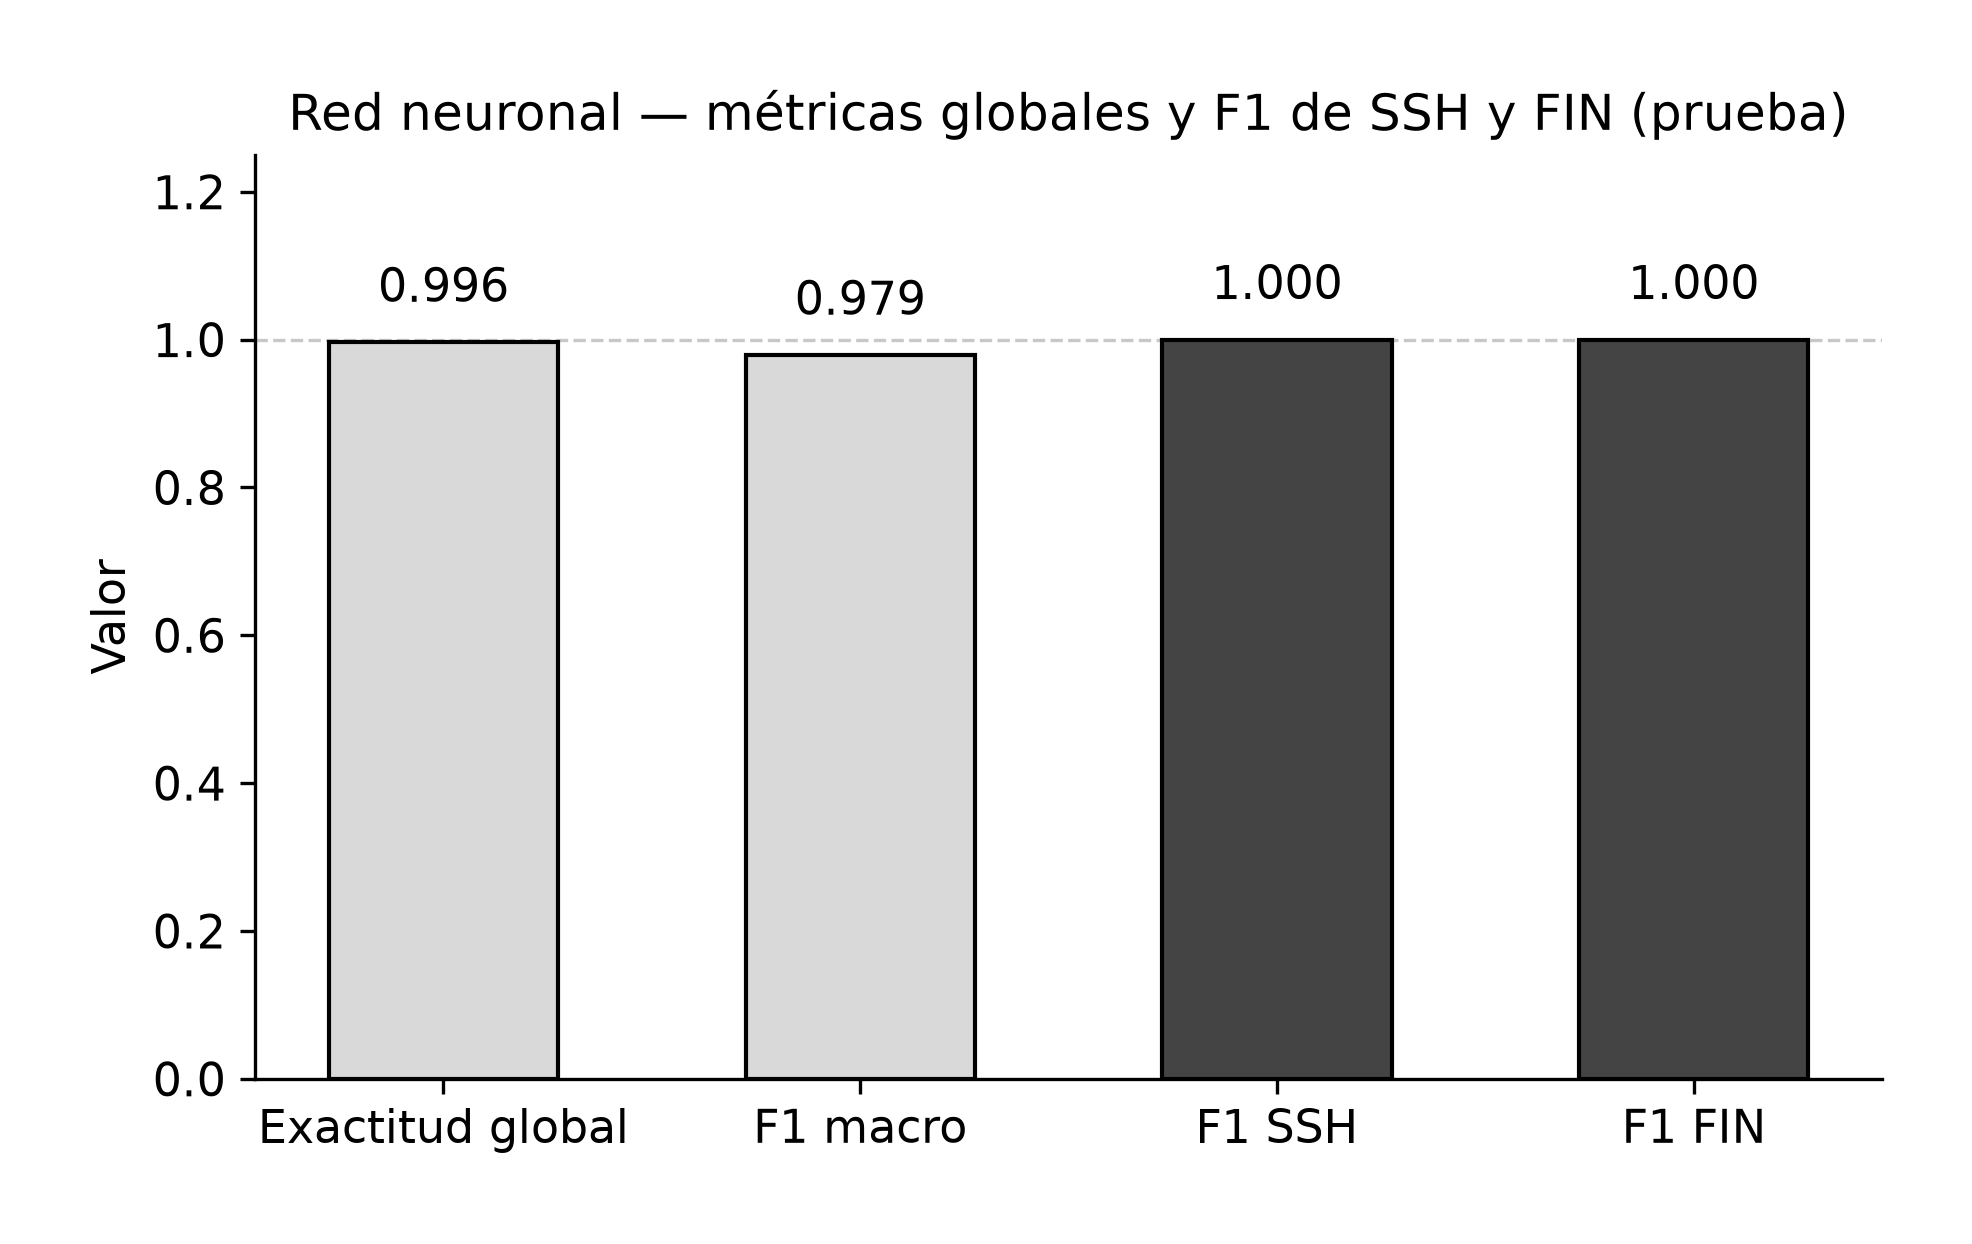 Red neuronal — métricas globales y F1 de SSH y FIN (prueba)
1.2
1.0
0.8
0.6
0.4
0.2
0.0
Valor
0.996
0.979
1.000
1.000
Exactitud global
F1 macro
F1 SSH
F1 FIN